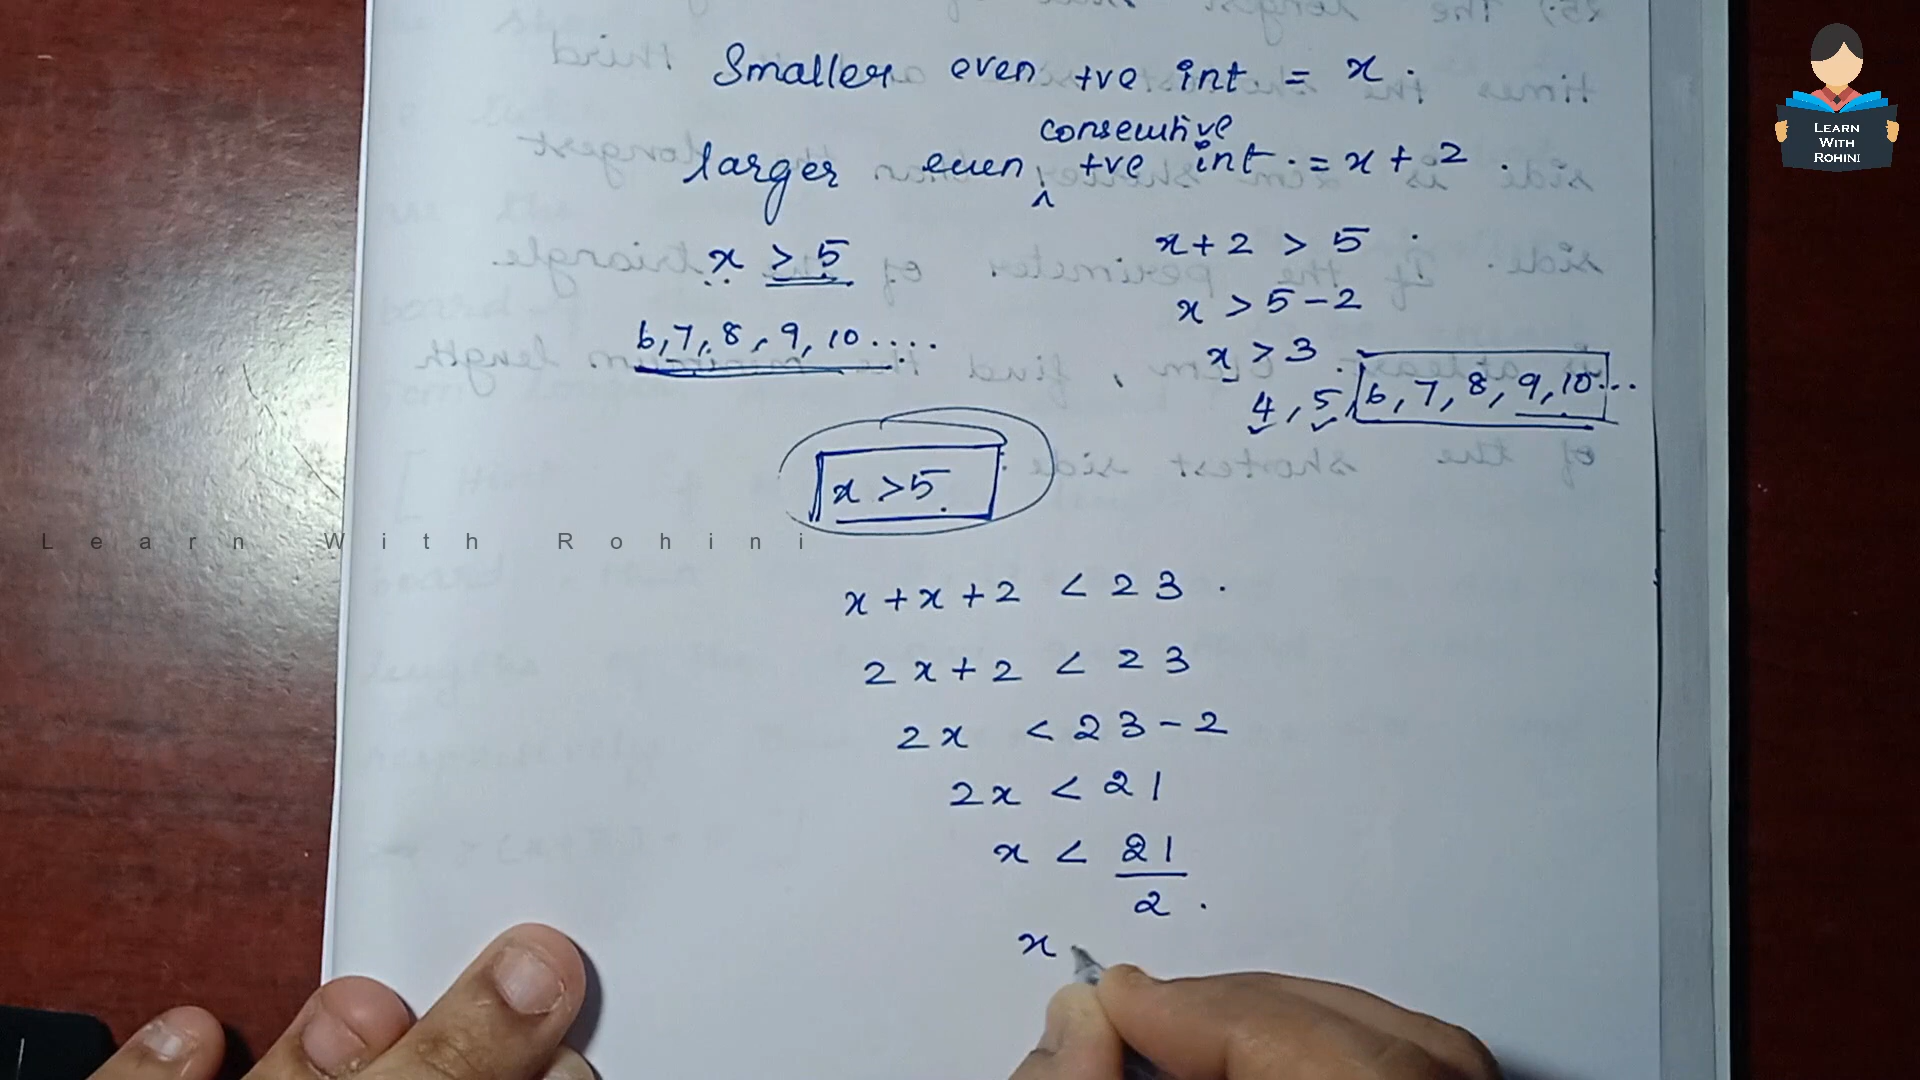 Smaller even +ve int = x.
consecutive
larger even ‸ +ve int. = x + 2.
x > 5
x + 2 > 5
x > 5 - 2
6, 7, 8, 9, 10....
x > 3
4, 5, 6, 7, 8, 9, 10...
x > 5
x + x + 2 < 23.
2x + 2 < 23
2x < 23 - 2
2x < 21
x < 21/2.
x
Learn With Rohini
LEARN
WITH
ROHINI